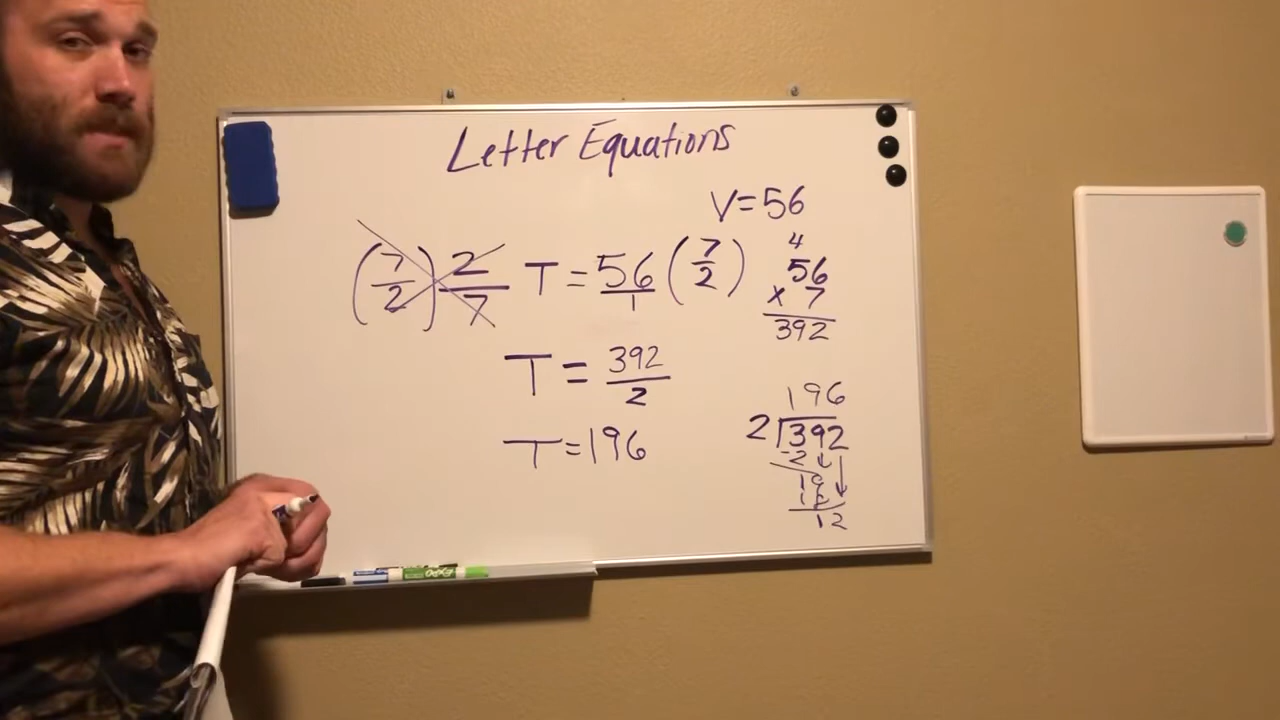 Letter Equations
V=56
(7/2) 2/7 T = 56/1 (7/2)
4
56
x 7
392
T = 392/2
T=196
196
2 392
-2
19
18
12